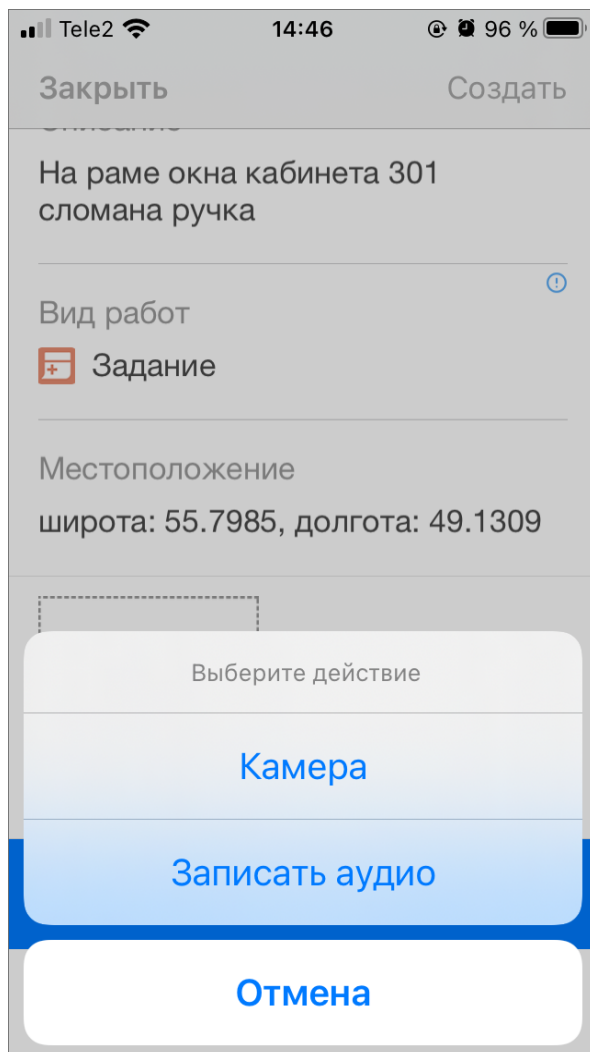 Tele2 14:46 96 %
Закрыть Создать
Описание
На раме окна кабинета 301
сломана ручка
Вид работ
Задание
Местоположение
широта: 55.7985, долгота: 49.1309
Выберите действие
Камера
Записать аудио
Отмена